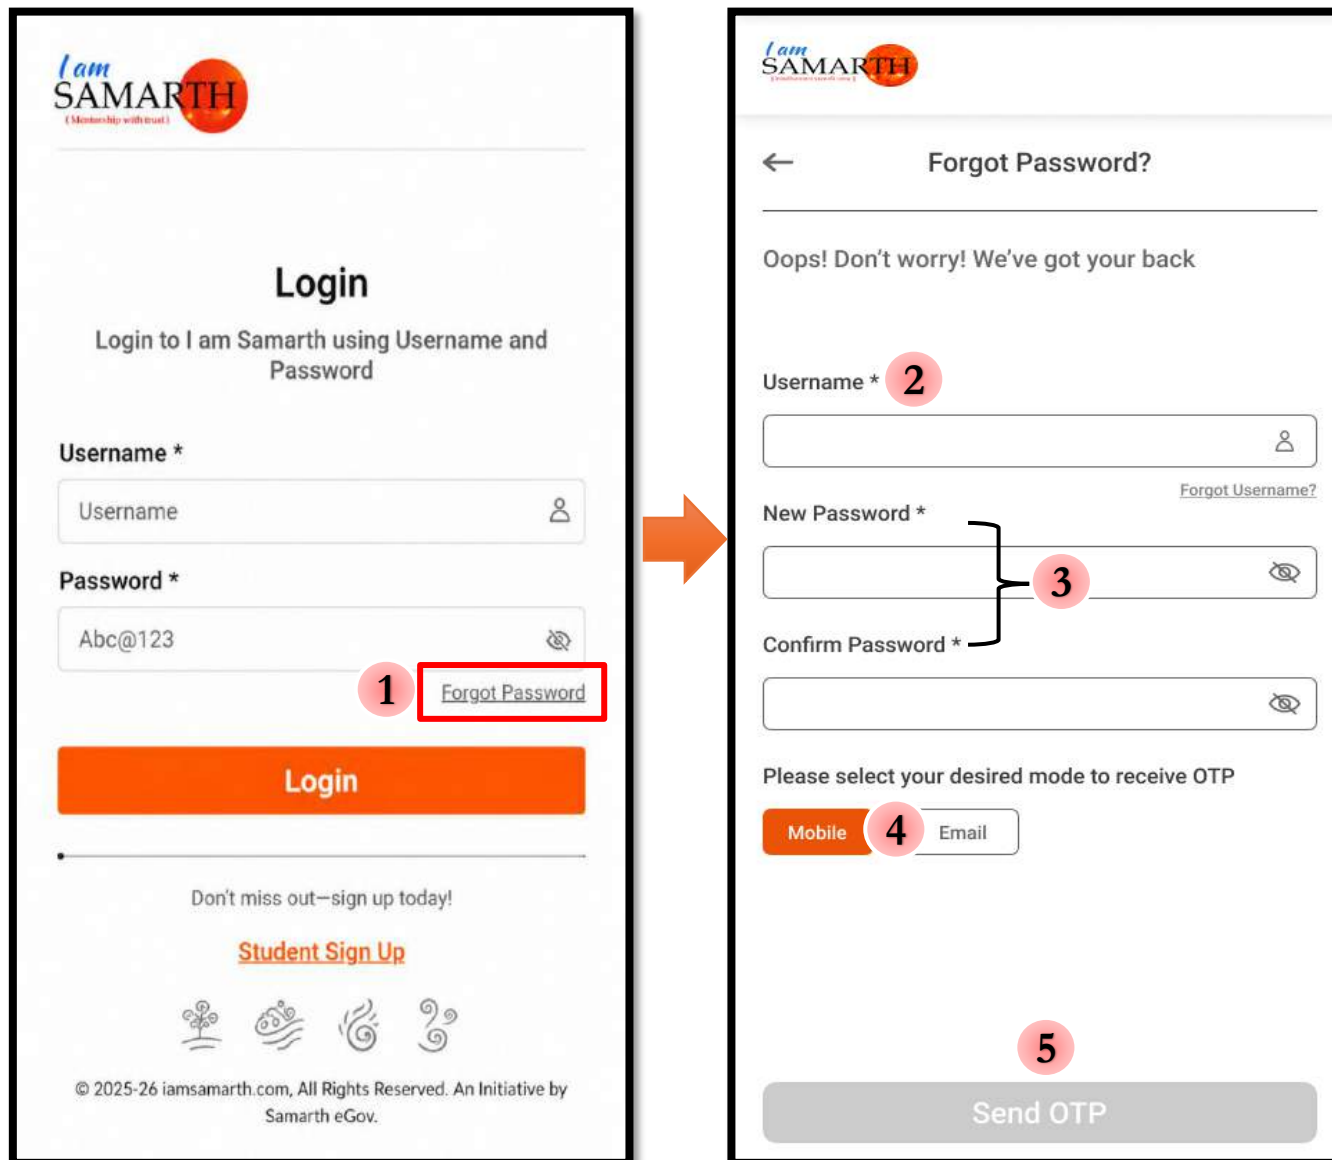 I am
SAMARTH
( Mentorship with trust )
Login
Login to I am Samarth using Username and
Password
Username *
Username
Password *
Abc@123
1
Forgot Password
Login
Don't miss out—sign up today!
Student Sign Up
© 2025-26 iamsamarth.com, All Rights Reserved. An Initiative by
Samarth eGov.
I am
SAMARTH
Forgot Password?
Oops! Don't worry! We've got your back
Username * 2
Forgot Username?
New Password *
3
Confirm Password *
Please select your desired mode to receive OTP
Mobile 4 Email
5
Send OTP